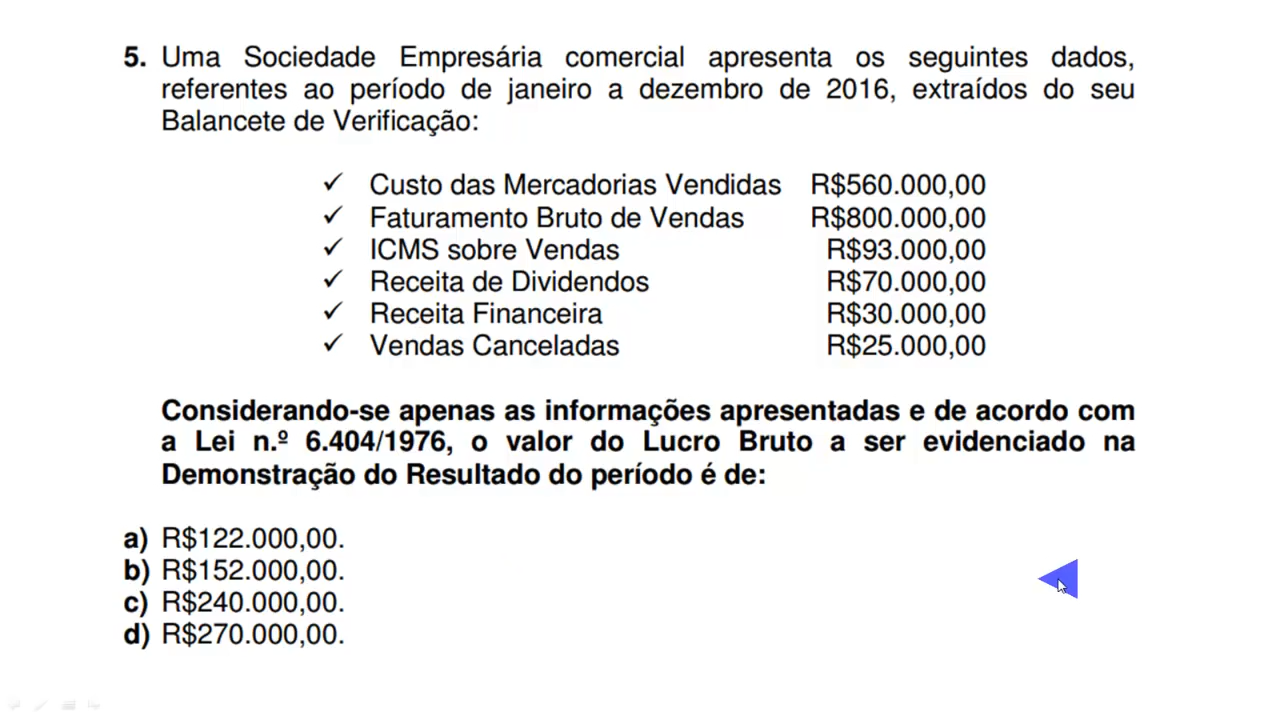 5. Uma Sociedade Empresária comercial apresenta os seguintes dados,
referentes ao período de janeiro a dezembro de 2016, extraídos do seu
Balancete de Verificação:
✓ Custo das Mercadorias Vendidas R$560.000,00
✓ Faturamento Bruto de Vendas R$800.000,00
✓ ICMS sobre Vendas R$93.000,00
✓ Receita de Dividendos R$70.000,00
✓ Receita Financeira R$30.000,00
✓ Vendas Canceladas R$25.000,00
Considerando-se apenas as informações apresentadas e de acordo com
a Lei n.º 6.404/1976, o valor do Lucro Bruto a ser evidenciado na
Demonstração do Resultado do período é de:
a) R$122.000,00.
b) R$152.000,00.
c) R$240.000,00.
d) R$270.000,00.